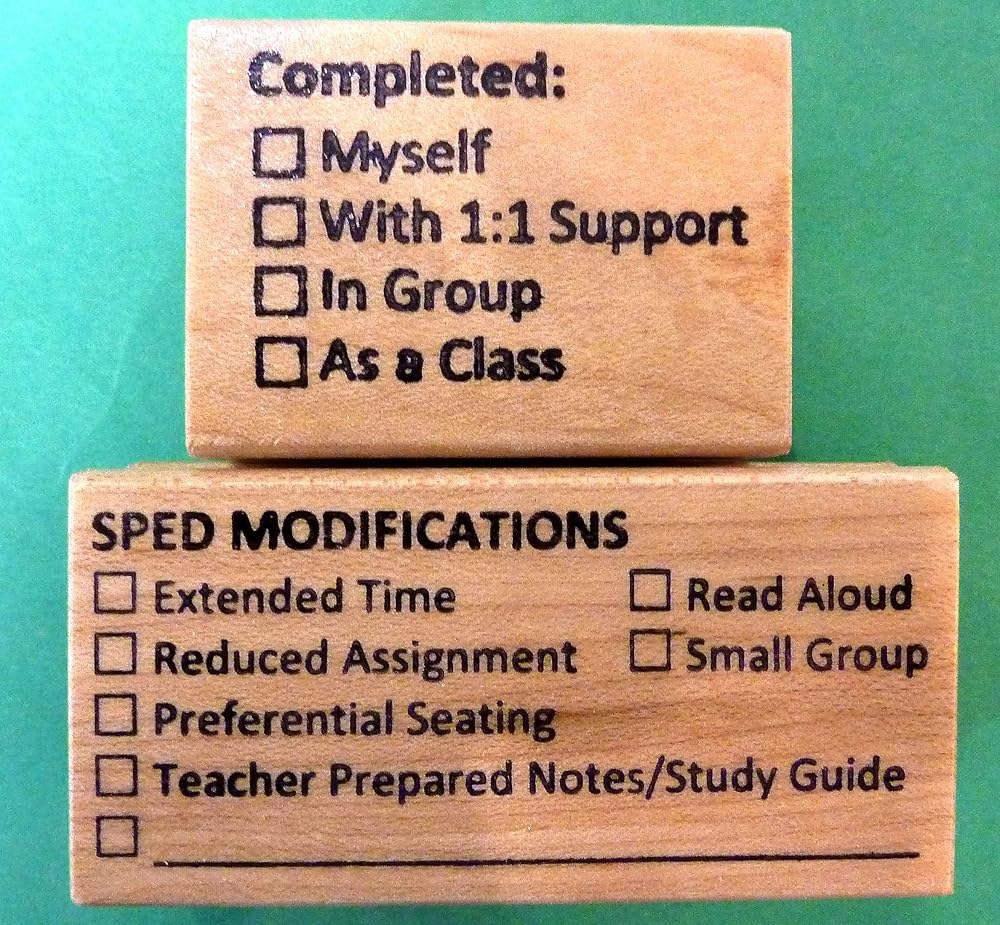 Completed:
Myself
With 1:1 Support
In Group
As a Class
SPED MODIFICATIONS
Extended Time
Read Aloud
Reduced Assignment
Small Group
Preferential Seating
Teacher Prepared Notes/Study Guide